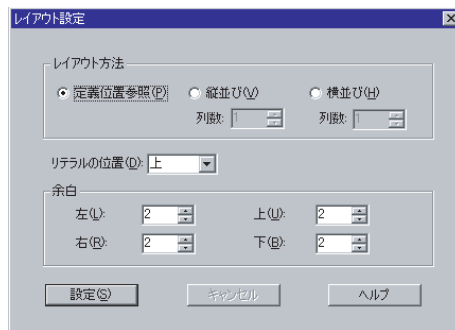 レイアウト設定
レイアウト方法
定義位置参照(P) 縦並び(V) 横並び(H)
列数: 1 列数: 1
リテラルの位置(D): 上
余白
左(L): 2 上(U): 2
右(R): 2 下(B): 2
設定(S) キャンセル ヘルプ